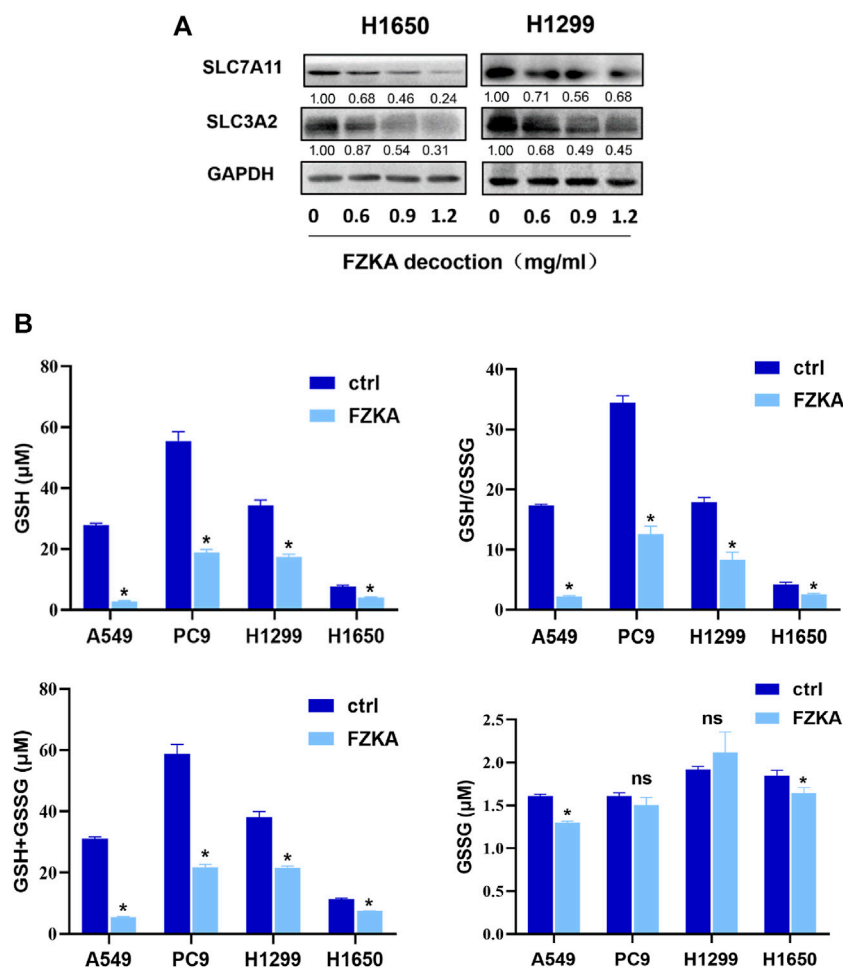 A
H1650 H1299
SLC7A11
1.00 0.68 0.46 0.24 1.00 0.71 0.56 0.68
SLC3A2
1.00 0.87 0.54 0.31 1.00 0.68 0.49 0.45
GAPDH
0 0.6 0.9 1.2 0 0.6 0.9 1.2
FZKA decoction（mg/ml）
B
GSH (μM)
80
60
40
20
0
ctrl
FZKA
*
*
*
*
A549 PC9 H1299 H1650
GSH/GSSG
40
30
20
10
0
ctrl
FZKA
*
*
*
*
A549 PC9 H1299 H1650
GSH+GSSG (μM)
80
60
40
20
0
ctrl
FZKA
*
*
*
*
A549 PC9 H1299 H1650
GSSG (μM)
2.5
2.0
1.5
1.0
0.5
0.0
ctrl
FZKA
*
ns
ns
*
A549 PC9 H1299 H1650